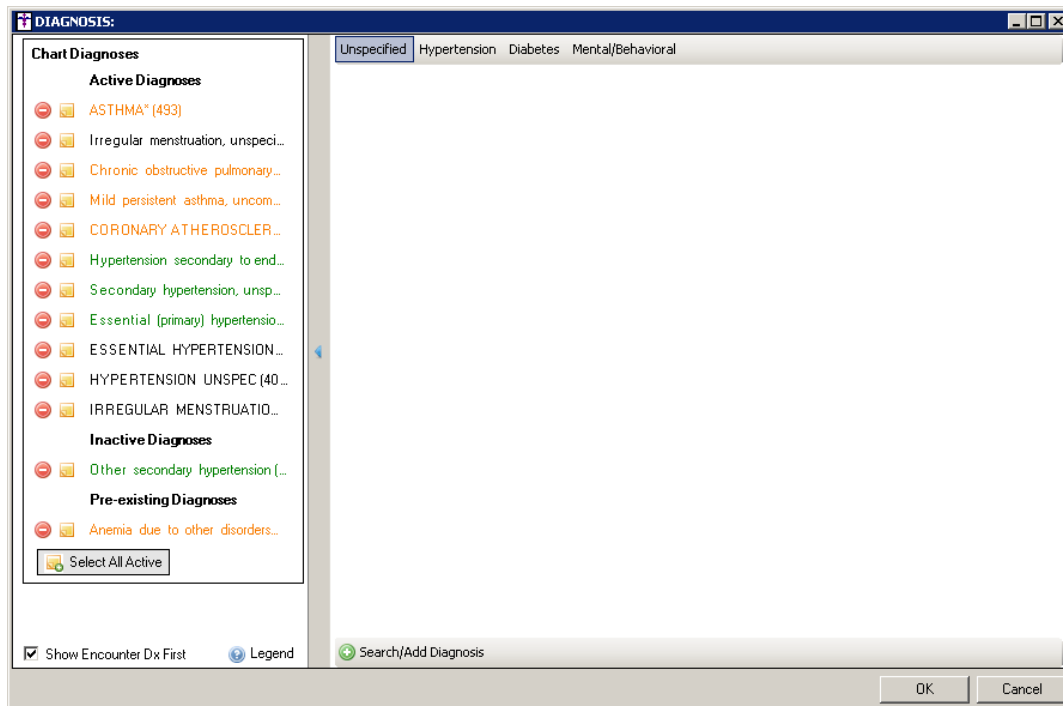 DIAGNOSIS:
Chart Diagnoses
Active Diagnoses
ASTHMA* (493)
Irregular menstruation, unspeci...
Chronic obstructive pulmonary...
Mild persistent asthma, uncom...
CORONARY ATHEROSCLER...
Hypertension secondary to end...
Secondary hypertension, unsp...
Essential (primary) hypertensio...
ESSENTIAL HYPERTENSION...
HYPERTENSION UNSPEC (40...
IRREGULAR MENSTRUATIO...
Inactive Diagnoses
Other secondary hypertension (...
Pre-existing Diagnoses
Anemia due to other disorders...
Select All Active
Show Encounter Dx First
Legend
Unspecified Hypertension Diabetes Mental/Behavioral
Search/Add Diagnosis
OK Cancel